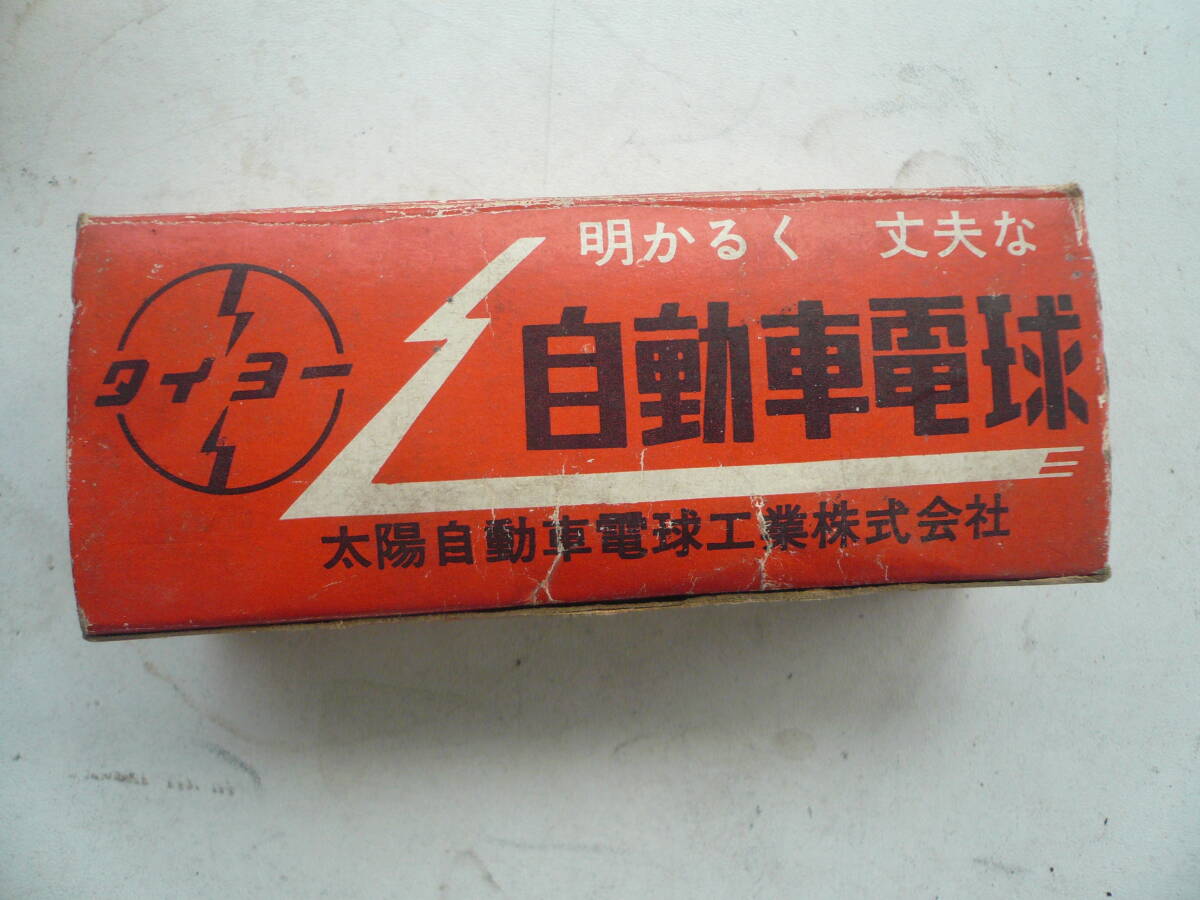 明かるく 丈夫な
タイヨー
自動車電球
太陽自動車電球工業株式会社